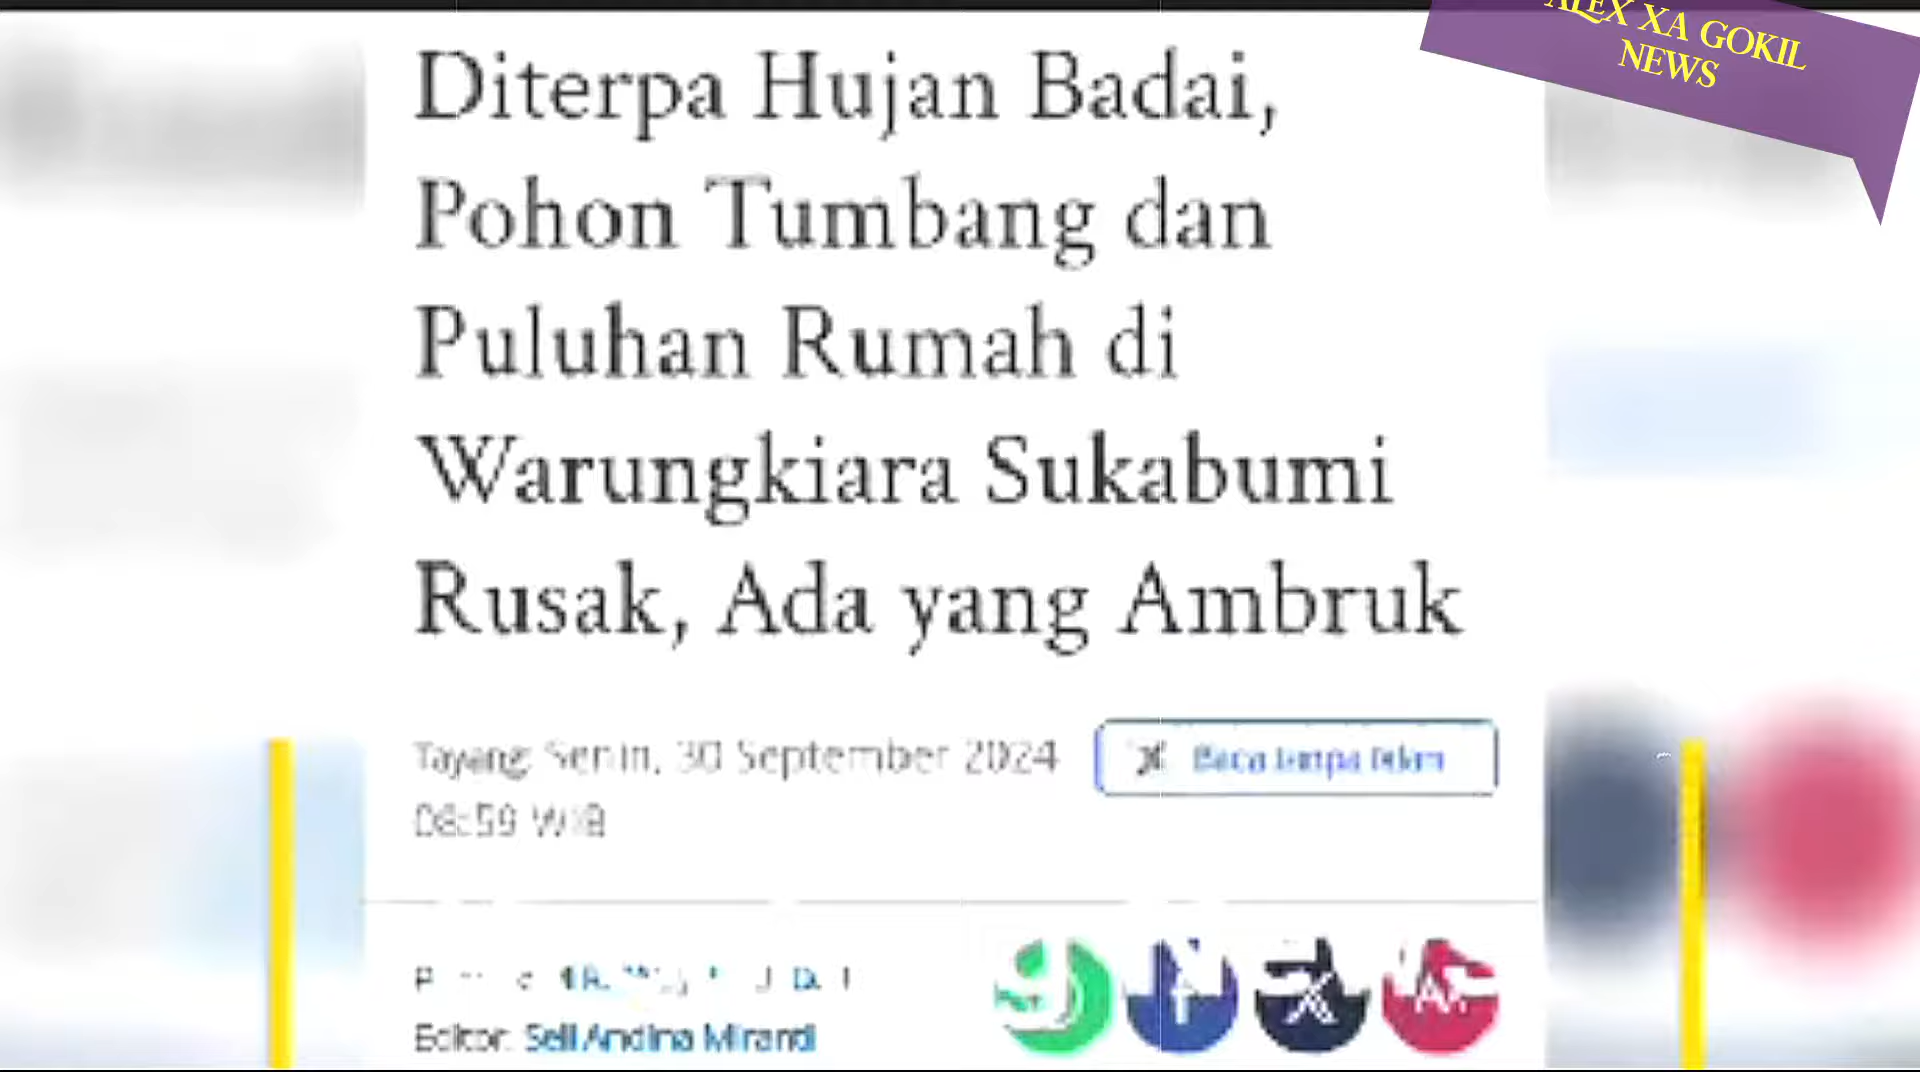 ALEX XA GOKIL
NEWS
Diterpa Hujan Badai,
Pohon Tumbang dan
Puluhan Rumah di
Warungkiara Sukabumi
Rusak, Ada yang Ambruk
Tayang: Senin, 30 September 2024
Baca tanpa iklan
06:59 WIB
Editor: Seli Andina Miranti